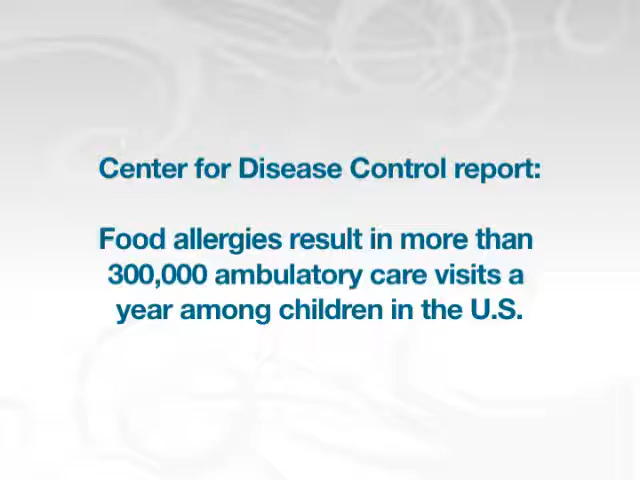 Center for Disease Control report:
Food allergies result in more than
300,000 ambulatory care visits a
year among children in the U.S.